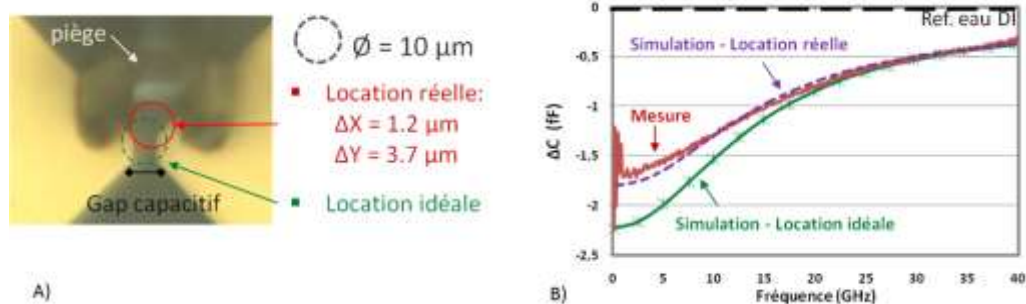 piège
Ø = 10 µm
Location réelle:
ΔX = 1.2 µm
ΔY = 3.7 µm
Location idéale
Gap capacitif
A)
0
-0.5
-1
-1.5
-2
-2.5
ΔC (fF)
Ref. eau DI
Simulation - Location réelle
Mesure
Simulation - Location idéale
0
5
10
15
20
25
30
35
40
Fréquence (GHz)
B)